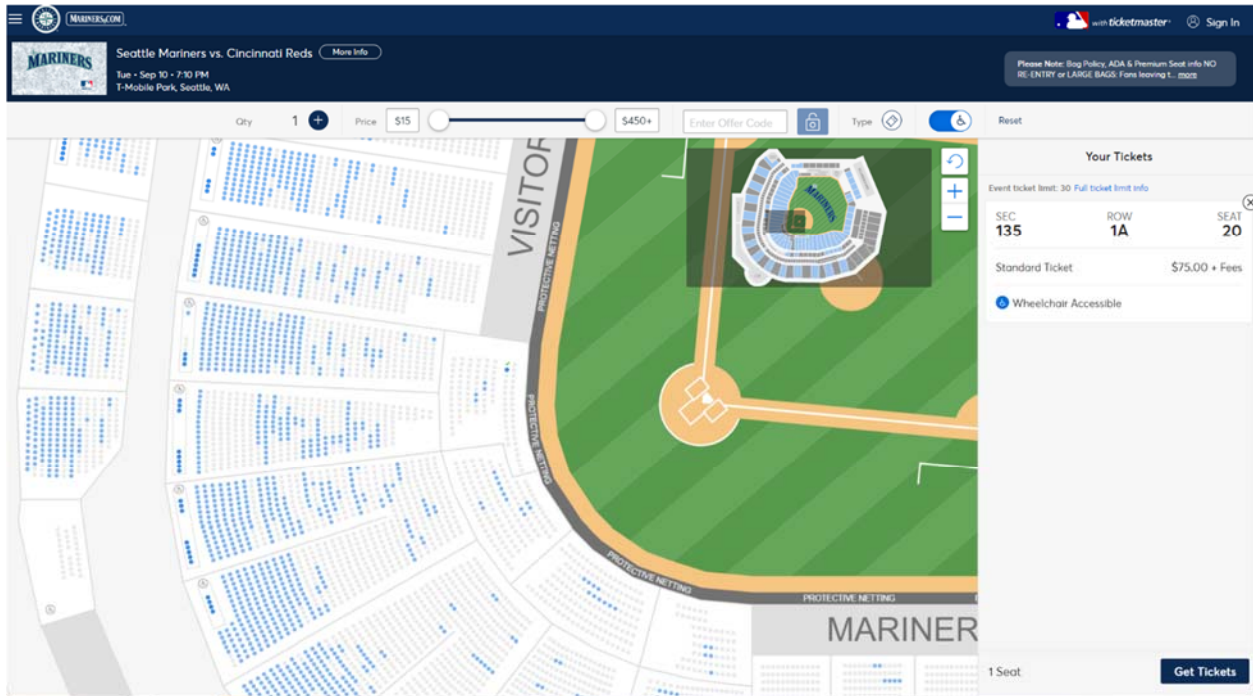 MARINERS.COM
with ticketmaster
Sign In
MARINERS
Seattle Mariners vs. Cincinnati Reds
More Info
Tue • Sep 10 • 7:10 PM
T-Mobile Park, Seattle, WA
Please Note: Bag Policy, ADA & Premium Seat info NO
RE-ENTRY or LARGE BAGS: Fans leaving t... more
Qty
1
Price
$15
$450+
Enter Offer Code
Type
Reset
VISITOR
PROTECTIVE NETTING
MARINERS
PROTECTIVE NETTING
PROTECTIVE NETTING
PROTECTIVE NETTING
MARINER
Your Tickets
Event ticket limit: 30 Full ticket limit info
SEC ROW SEAT
135 1A 20
Standard Ticket $75.00 + Fees
Wheelchair Accessible
1 Seat
Get Tickets